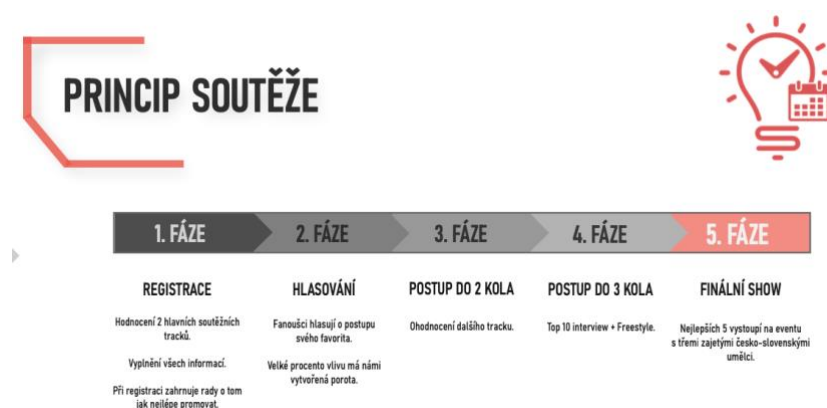 PRINCIP SOUTĚŽE
1. FÁZE
2. FÁZE
3. FÁZE
4. FÁZE
5. FÁZE
REGISTRACE
Hodnocení 2 hlavních soutěžních
tracků.
Vyplnění všech informací.
Při registraci zahrnuje rady o tom
jak nejlépe promovat.
HLASOVÁNÍ
Fanoušci hlasují o postupu
svého favorita.
Velké procento vlivu má námi
vytvořená porota.
POSTUP DO 2 KOLA
Ohodnocení dalšího tracku.
POSTUP DO 3 KOLA
Top 10 interview + Freestyle.
FINÁLNÍ SHOW
Nejlepších 5 vystoupí na eventu
s třemi zajetými česko-slovenskými
umělci.